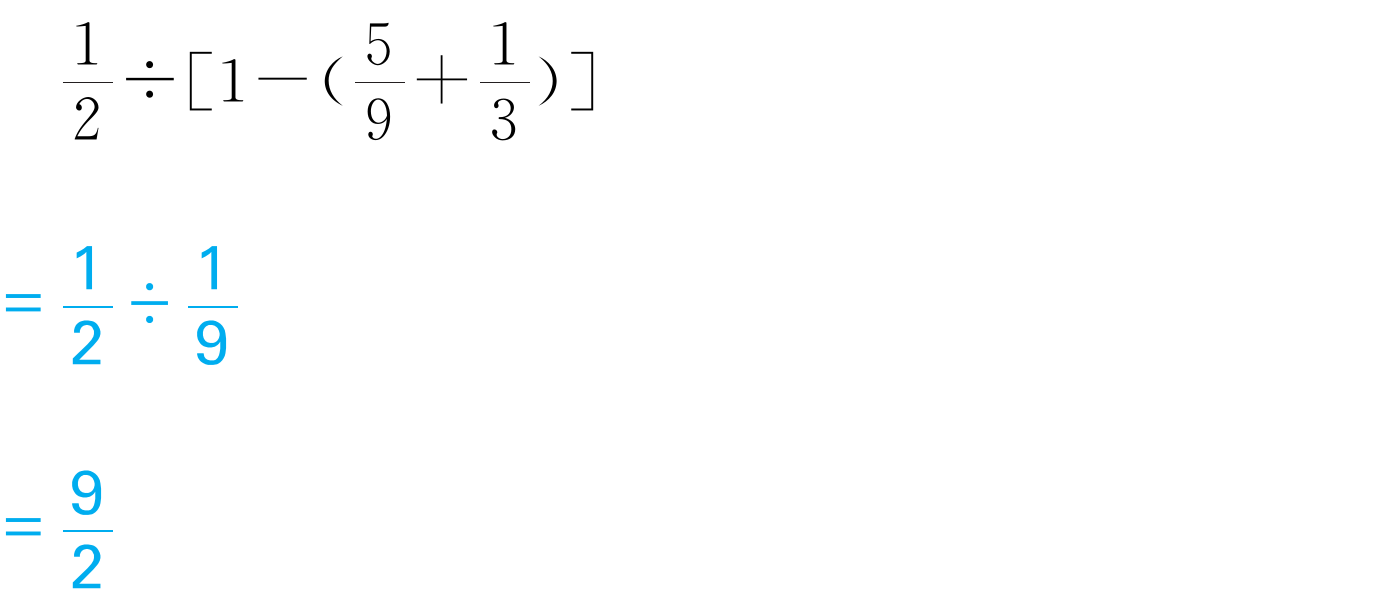 1/2 ÷ [1 − (5/9 + 1/3)]
= 1/2 ÷ 1/9
= 9/2